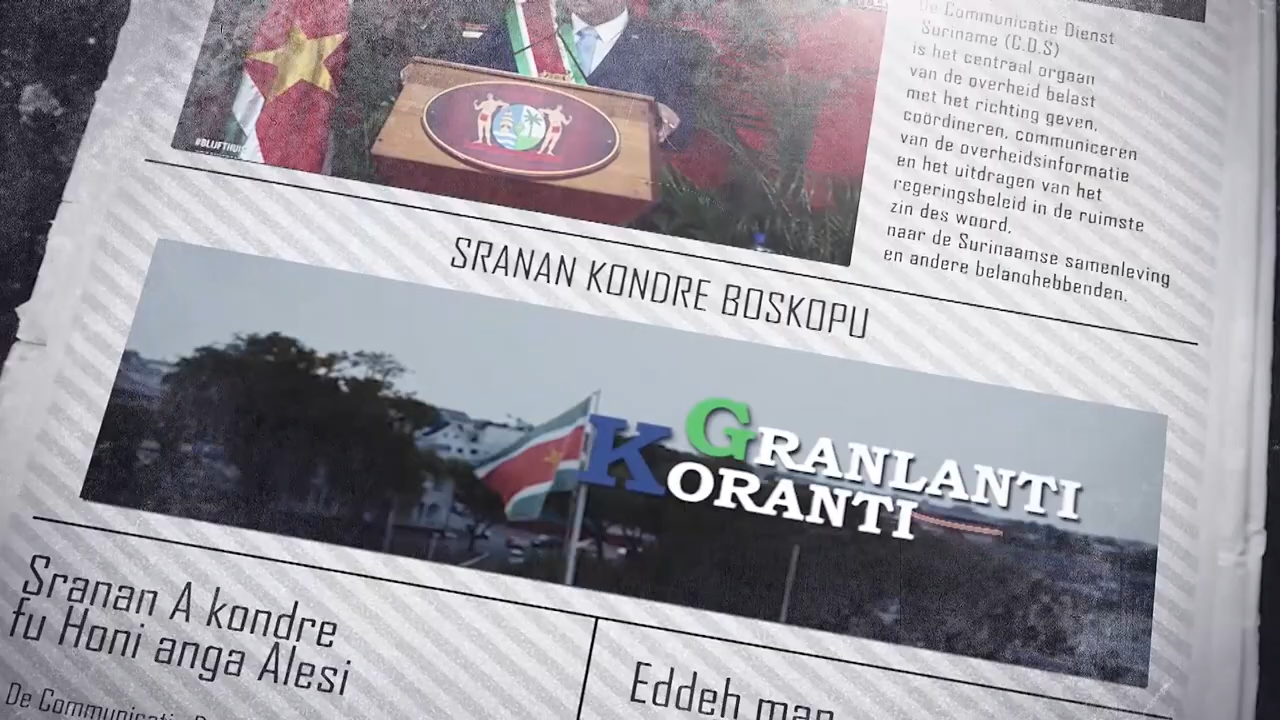 De Communicatie Dienst
Suriname (C.D.S)
is het centraal orgaan
van de overheid belast
met het richting geven,
coördineren, communiceren
van de overheidsinformatie
en het uitdragen van het
regeringsbeleid in de ruimste
zin des woord.
naar de Surinaamse samenleving
en andere belanghebbenden.
SRANAN KONDRE BOSKOPU
GRANLANTI
KORANTI
Sranan A kondre
fu Honi anga Alesi
De
Eddeh man